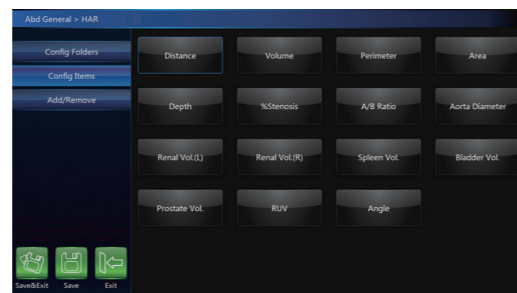 Abd General > HAR
Config Folders
Config Items
Add/Remove
Distance
Volume
Perimeter
Area
Depth
%Stenosis
A/B Ratio
Aorta Diameter
Renal Vol.(L)
Renal Vol.(R)
Spleen Vol.
Bladder Vol.
Prostate Vol.
RUV
Angle
Save&Exit
Save
Exit